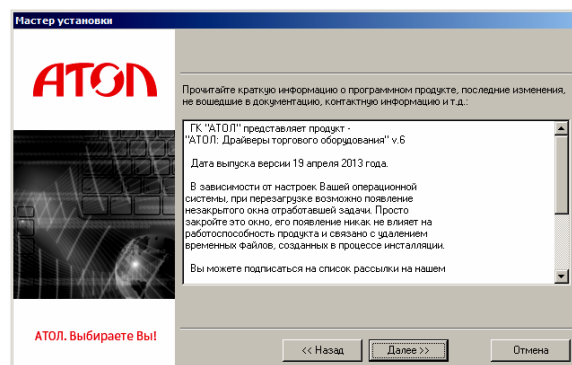 Мастер установки
АТОЛ
Прочитайте краткую информацию о программном продукте, последние изменения,
не вошедшие в документацию, контактную информацию и т.д.:
ГК "АТОЛ" представляет продукт -
"АТОЛ: Драйверы торгового оборудования" v.6
Дата выпуска версии 19 апреля 2013 года.
В зависимости от настроек Вашей операционной
системы, при перезагрузке возможно появление
незакрытого окна отработавшей задачи. Просто
закройте это окно, его появление никак не влияет на
работоспособность продукта и связано с удалением
временных файлов, созданных в процессе инсталляции.
Вы можете подписаться на список рассылки на нашем
АТОЛ. Выбираете Вы!
<< Назад
Далее >>
Отмена